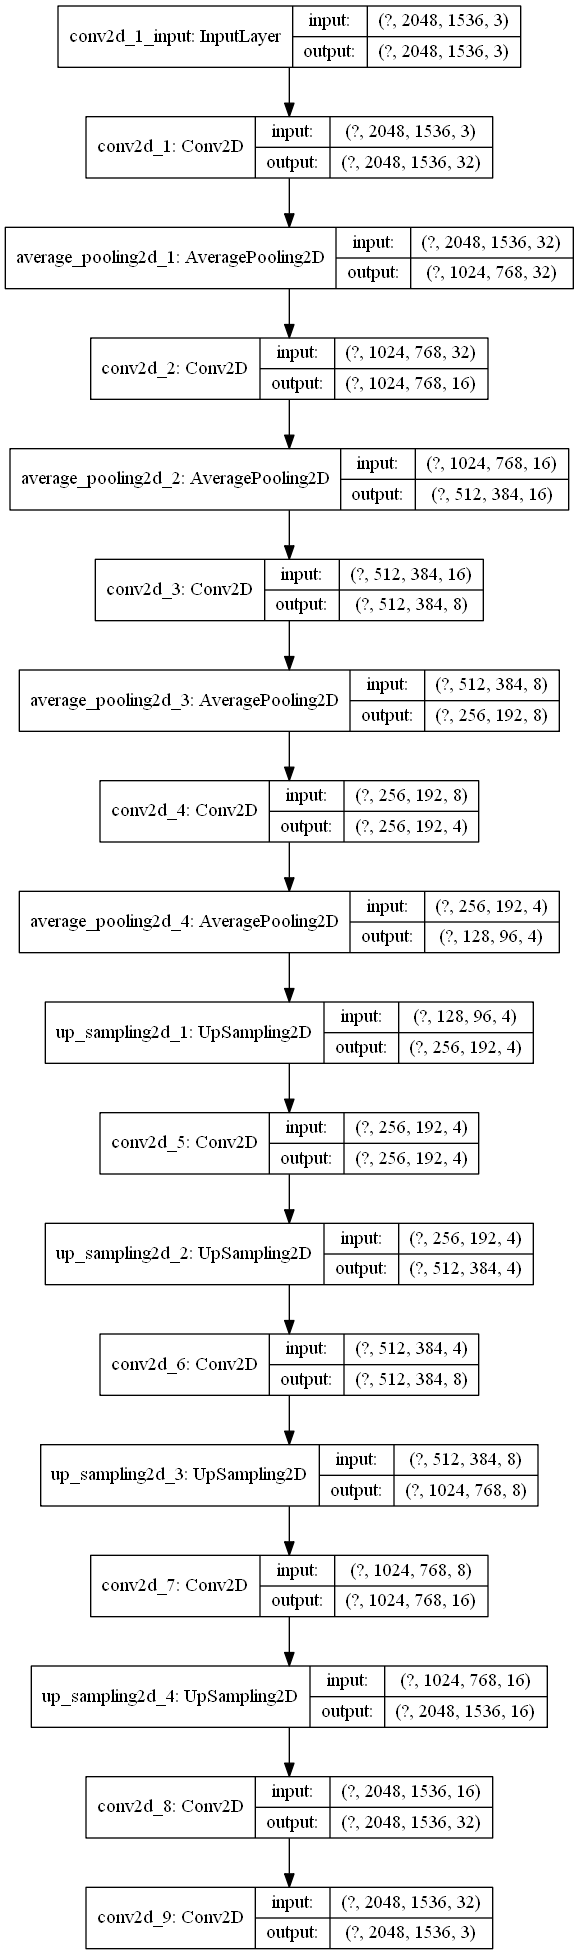 conv2d_1_input: InputLayer input: (?, 2048, 1536, 3)
output: (?, 2048, 1536, 3)
conv2d_1: Conv2D input: (?, 2048, 1536, 3)
output: (?, 2048, 1536, 32)
average_pooling2d_1: AveragePooling2D input: (?, 2048, 1536, 32)
output: (?, 1024, 768, 32)
conv2d_2: Conv2D input: (?, 1024, 768, 32)
output: (?, 1024, 768, 16)
average_pooling2d_2: AveragePooling2D input: (?, 1024, 768, 16)
output: (?, 512, 384, 16)
conv2d_3: Conv2D input: (?, 512, 384, 16)
output: (?, 512, 384, 8)
average_pooling2d_3: AveragePooling2D input: (?, 512, 384, 8)
output: (?, 256, 192, 8)
conv2d_4: Conv2D input: (?, 256, 192, 8)
output: (?, 256, 192, 4)
average_pooling2d_4: AveragePooling2D input: (?, 256, 192, 4)
output: (?, 128, 96, 4)
up_sampling2d_1: UpSampling2D input: (?, 128, 96, 4)
output: (?, 256, 192, 4)
conv2d_5: Conv2D input: (?, 256, 192, 4)
output: (?, 256, 192, 4)
up_sampling2d_2: UpSampling2D input: (?, 256, 192, 4)
output: (?, 512, 384, 4)
conv2d_6: Conv2D input: (?, 512, 384, 4)
output: (?, 512, 384, 8)
up_sampling2d_3: UpSampling2D input: (?, 512, 384, 8)
output: (?, 1024, 768, 8)
conv2d_7: Conv2D input: (?, 1024, 768, 8)
output: (?, 1024, 768, 16)
up_sampling2d_4: UpSampling2D input: (?, 1024, 768, 16)
output: (?, 2048, 1536, 16)
conv2d_8: Conv2D input: (?, 2048, 1536, 16)
output: (?, 2048, 1536, 32)
conv2d_9: Conv2D input: (?, 2048, 1536, 32)
output: (?, 2048, 1536, 3)